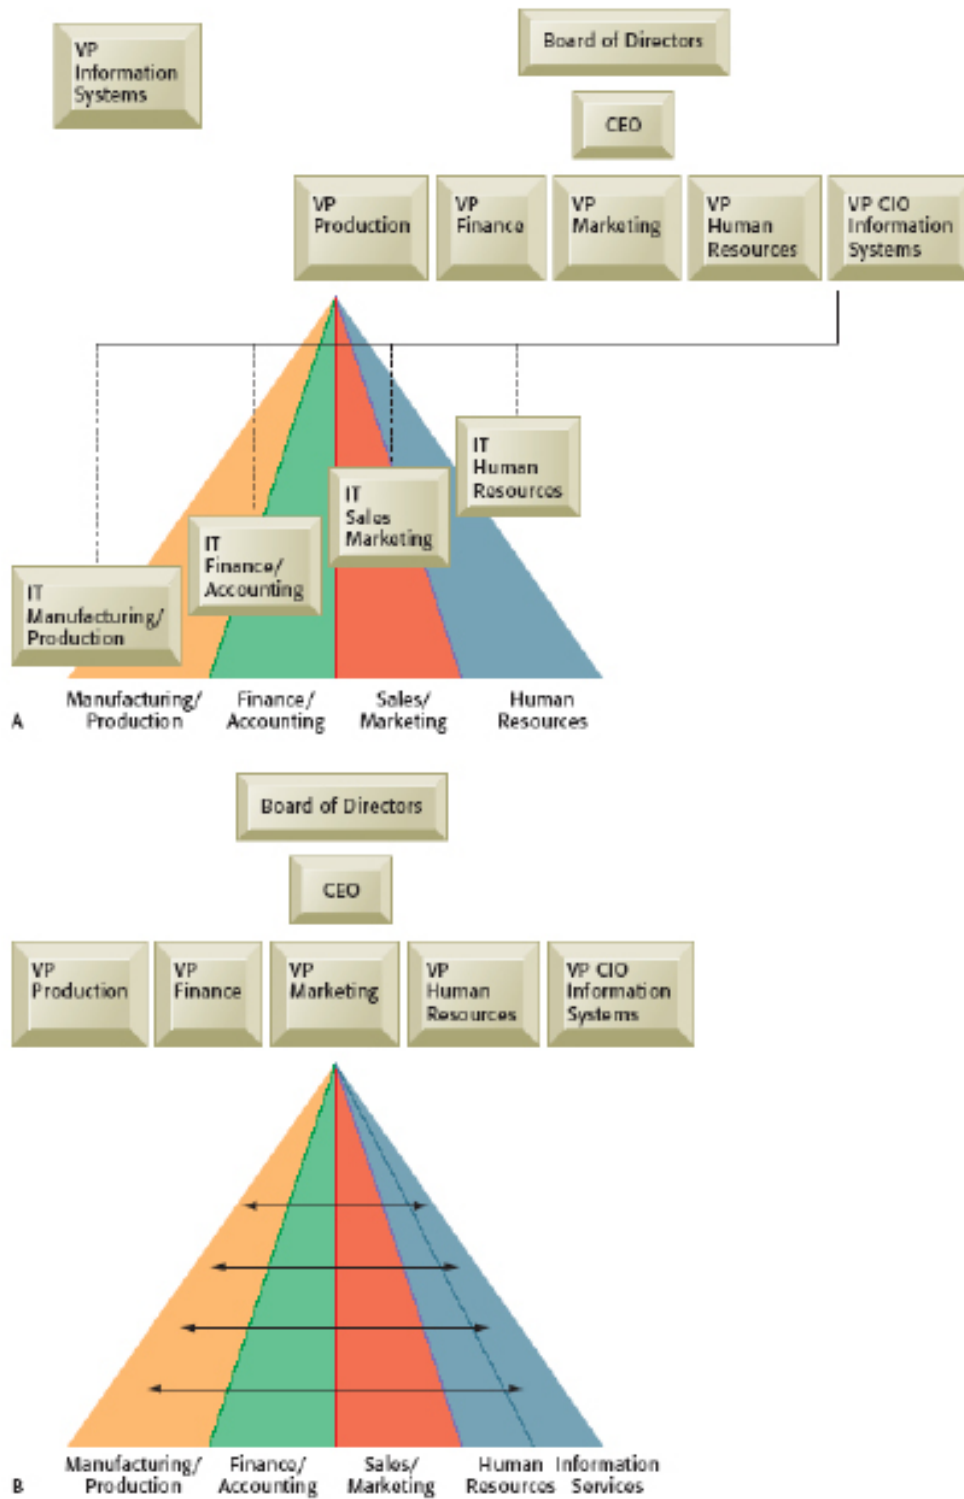 VP
Information
Systems
Board of Directors
CEO
VP
Production
VP
Finance
VP
Marketing
VP
Human
Resources
VP CIO
Information
Systems
IT
Human
Resources
IT
Sales
Marketing
IT
Finance/
Accounting
IT
Manufacturing/
Production
Manufacturing/
Production
Finance/
Accounting
Sales/
Marketing
Human
Resources
A
Board of Directors
CEO
VP
Production
VP
Finance
VP
Marketing
VP
Human
Resources
VP CIO
Information
Systems
Manufacturing/
Production
Finance/
Accounting
Sales/
Marketing
Human
Resources
Information
Services
B